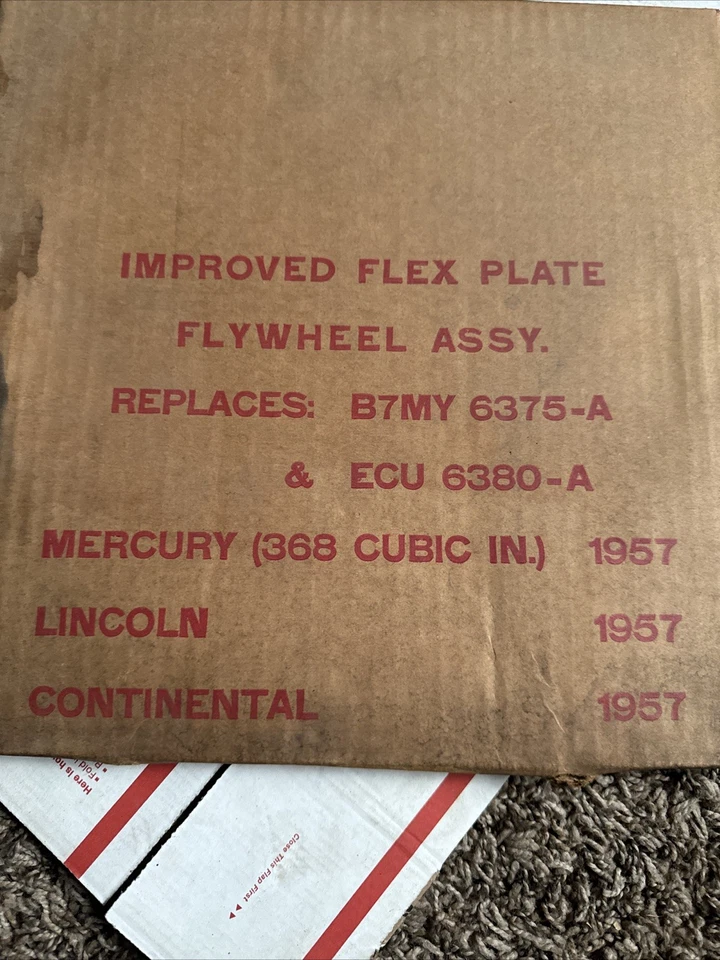 IMPROVED FLEX PLATE
FLYWHEEL ASSY.
REPLACES: B7MY 6375-A
& ECU 6380-A
MERCURY (368 CUBIC IN.) 1957
LINCOLN 1957
CONTINENTAL 1957
Close This Flap First